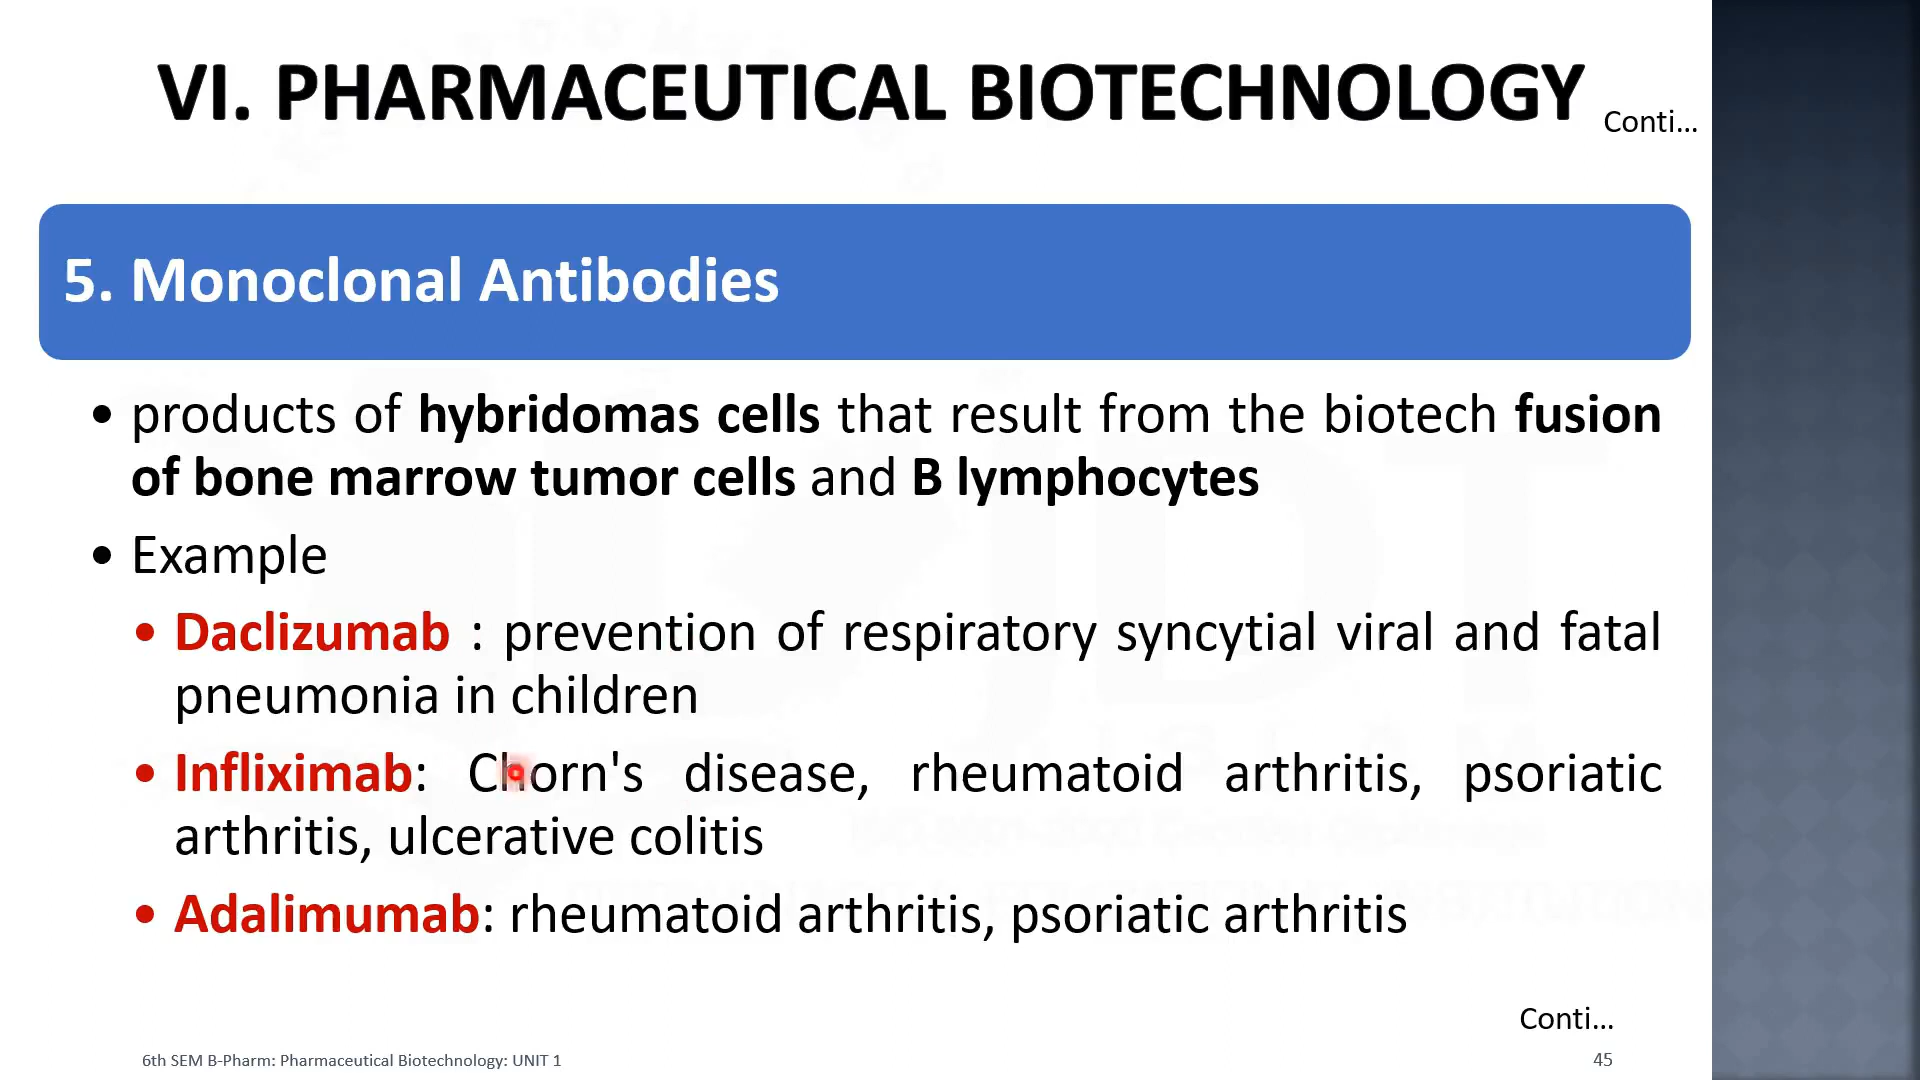 VI. PHARMACEUTICAL BIOTECHNOLOGY
Conti...
5. Monoclonal Antibodies
• products of hybridomas cells that result from the biotech fusion
of bone marrow tumor cells and B lymphocytes
• Example
• Daclizumab : prevention of respiratory syncytial viral and fatal
pneumonia in children
• Infliximab: Chorn's disease, rheumatoid arthritis, psoriatic
arthritis, ulcerative colitis
• Adalimumab: rheumatoid arthritis, psoriatic arthritis
Conti...
6th SEM B-Pharm: Pharmaceutical Biotechnology: UNIT 1
45